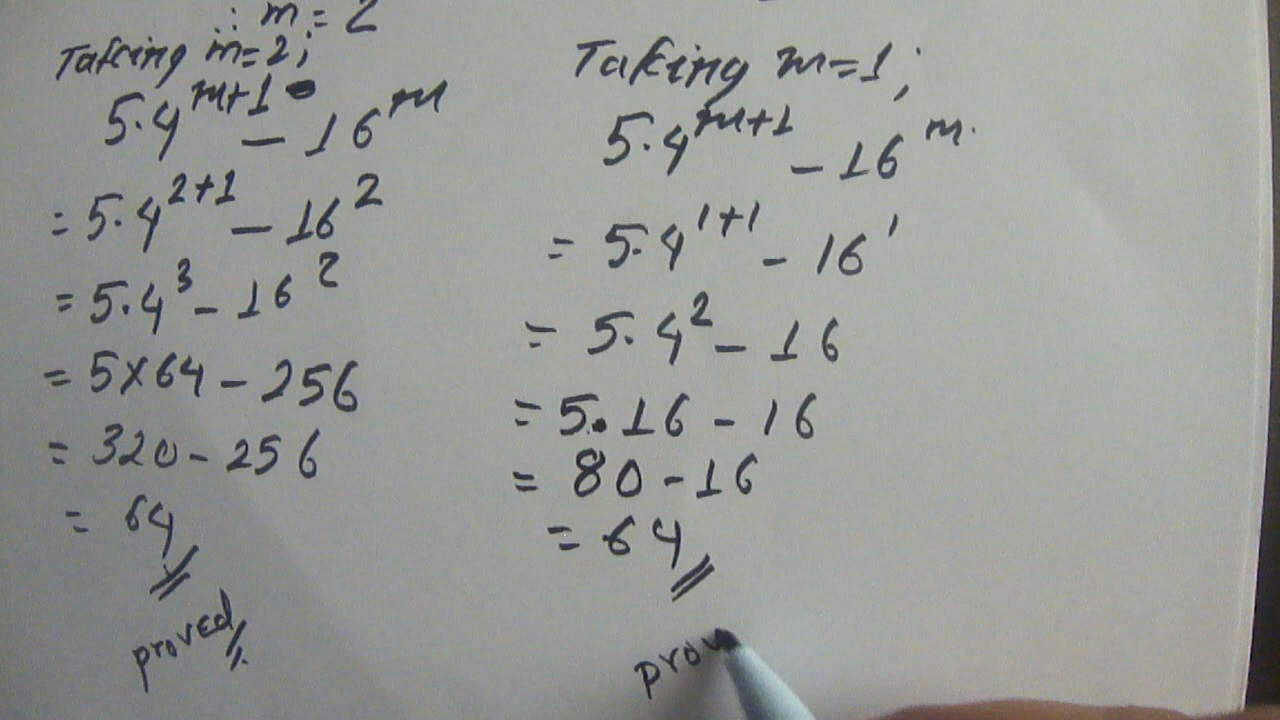 ∴ m = 2
Taking m=2;
5.4^{m+1} - 16^m
= 5.4^{2+1} - 16^2
= 5.4^3 - 16^2
= 5×64 - 256
= 320 - 256
= 64
proved
Taking m=1;
5.4^{m+1} - 16^m.
= 5.4^{1+1} - 16^1
= 5.4^2 - 16
= 5.16 - 16
= 80 - 16
= 64
prov